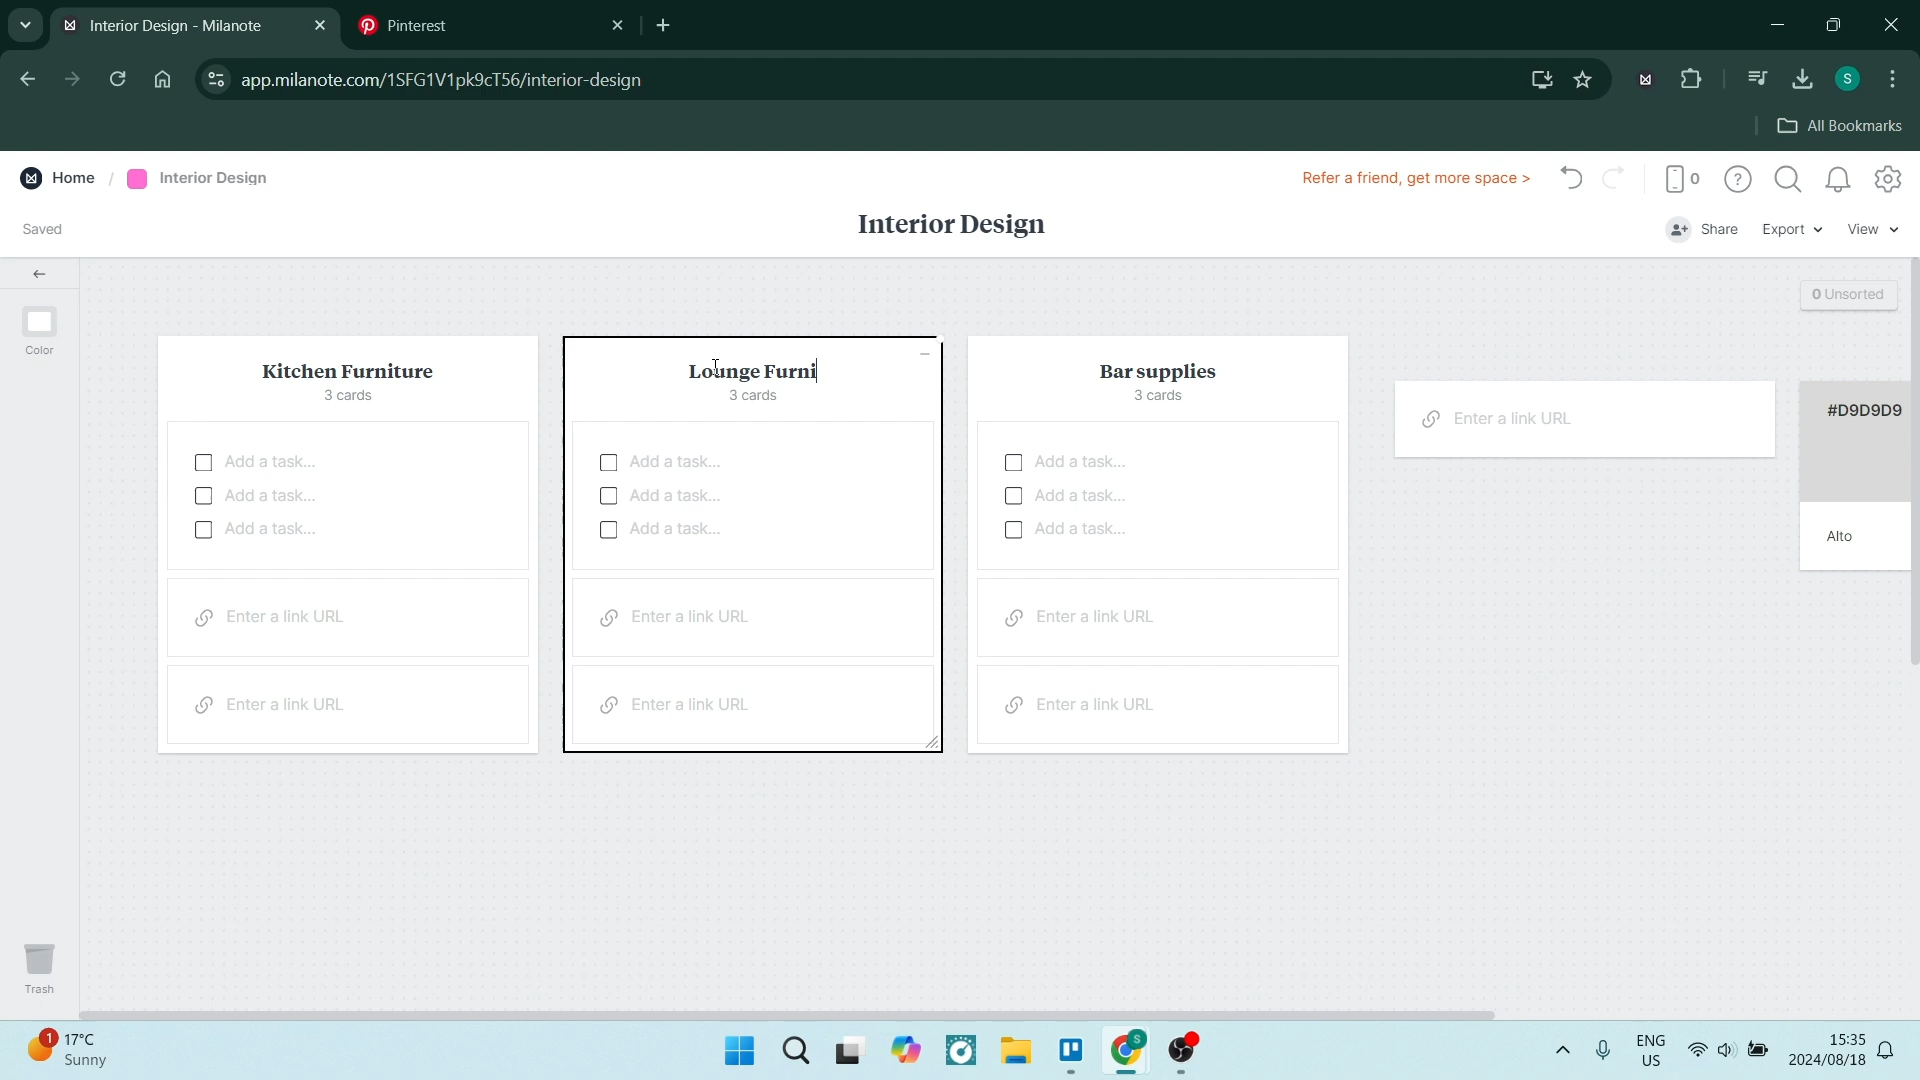 Interior Design - Milanote
Pinterest
app.milanote.com/1SFG1V1pk9cT56/interior-design
S
All Bookmarks
Home / Interior Design
Refer a friend, get more space >
0
?
Saved
Interior Design
Share
Export
View
0 Unsorted
Color
Kitchen Furniture
3 cards
Add a task...
Add a task...
Add a task...
Enter a link URL
Enter a link URL
Lounge Furni
3 cards
Add a task...
Add a task...
Add a task...
Enter a link URL
Enter a link URL
Bar supplies
3 cards
Add a task...
Add a task...
Add a task...
Enter a link URL
Enter a link URL
Enter a link URL
#D9D9D9
Alto
Trash
1
17°C
Sunny
S
ENG
US
15:35
2024/08/18